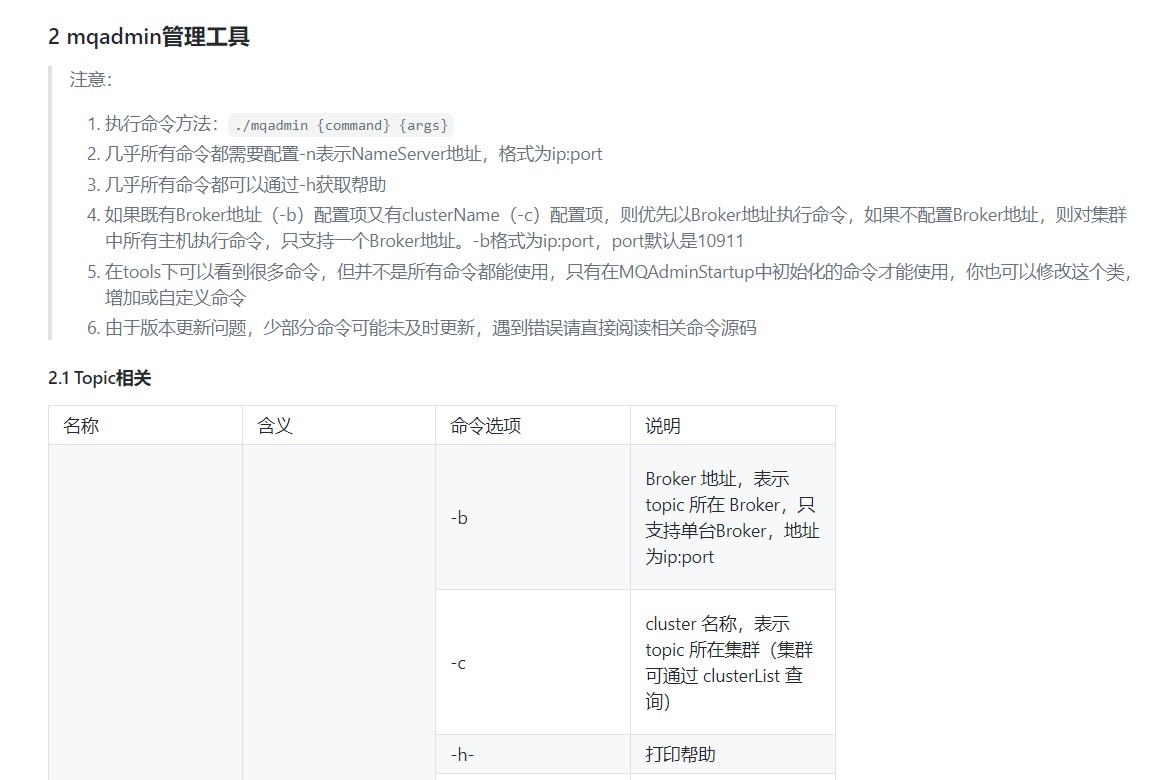 2 mqadmin管理工具
注意：
1. 执行命令方法：./mqadmin {command} {args}
2. 几乎所有命令都需要配置-n表示NameServer地址，格式为ip:port
3. 几乎所有命令都可以通过-h获取帮助
4. 如果既有Broker地址（-b）配置项又有clusterName（-c）配置项，则优先以Broker地址执行命令，如果不配置Broker地址，则对集群
中所有主机执行命令，只支持一个Broker地址。-b格式为ip:port，port默认是10911
5. 在tools下可以看到很多命令，但并不是所有命令都能使用，只有在MQAdminStartup中初始化的命令才能使用，你也可以修改这个类，
增加或自定义命令
6. 由于版本更新问题，少部分命令可能未及时更新，遇到错误请直接阅读相关命令源码
2.1 Topic相关
名称 含义 命令选项 说明
-b
Broker 地址，表示
topic 所在 Broker，只
支持单台Broker，地址
为ip:port
-c
cluster 名称，表示
topic 所在集群（集群
可通过 clusterList 查
询）
-h- 打印帮助